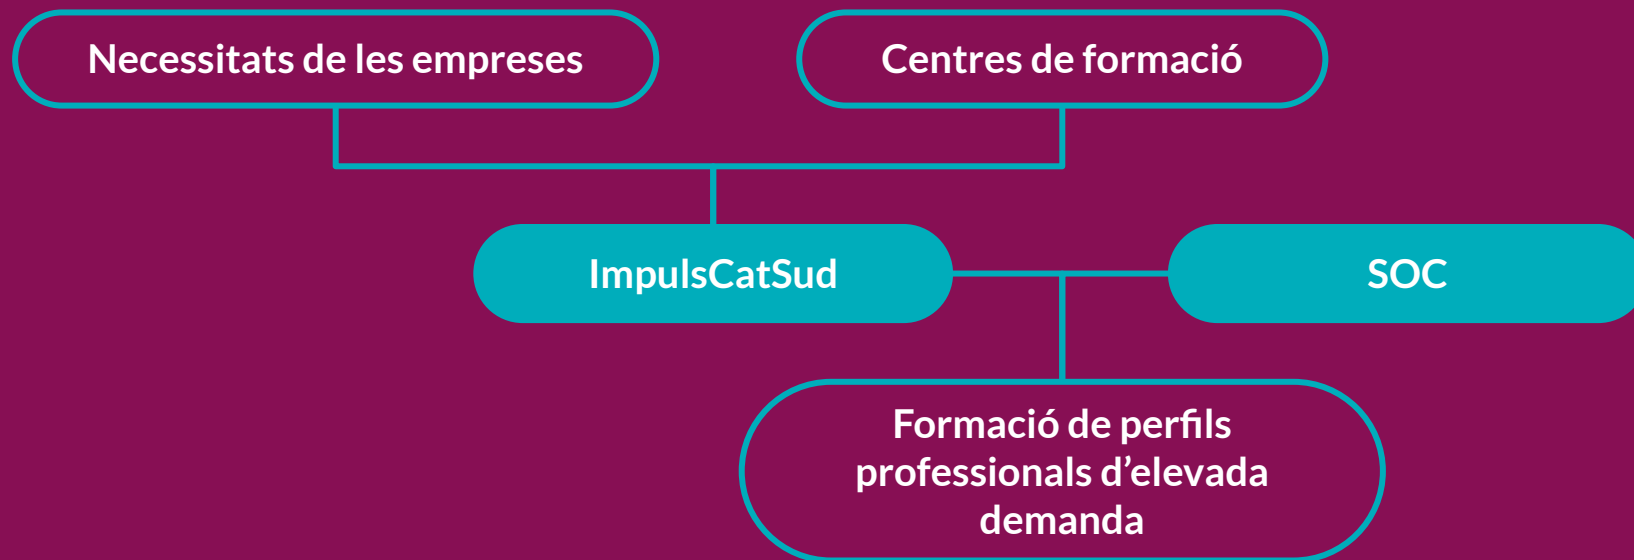 Necessitats de les empreses
Centres de formació
ImpulsCatSud
SOC
Formació de perfils
professionals d’elevada
demanda